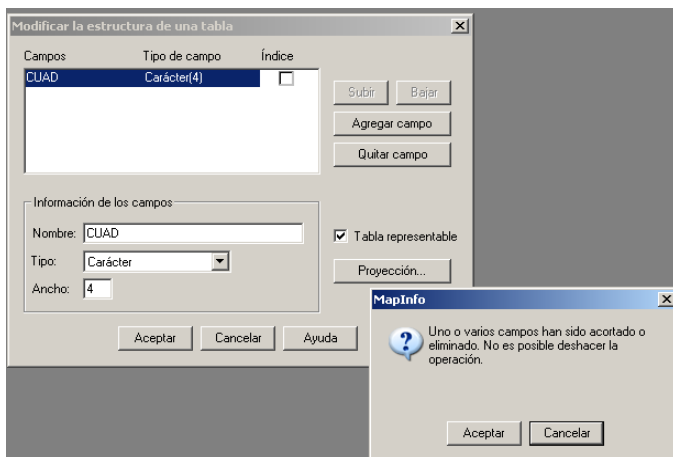 Modificar la estructura de una tabla
Campos Tipo de campo Índice
CUAD Carácter(4)
Subir Bajar
Agregar campo
Quitar campo
Información de los campos
Nombre: CUAD
Tabla representable
Tipo: Carácter
Proyección...
Ancho: 4
Aceptar Cancelar Ayuda
MapInfo
Uno o varios campos han sido acortado o
eliminado. No es posible deshacer la
operación.
Aceptar Cancelar